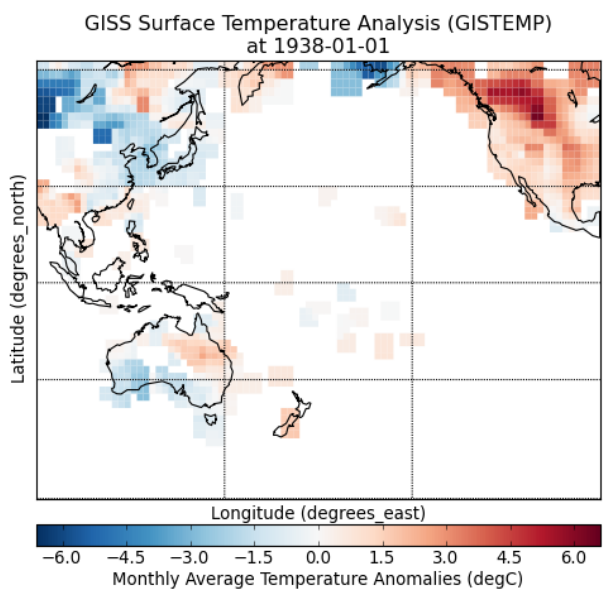 GISS Surface Temperature Analysis (GISTEMP)
at 1938-01-01
Latitude (degrees_north)
Longitude (degrees_east)
−6.0 −4.5 −3.0 −1.5 0.0 1.5 3.0 4.5 6.0
Monthly Average Temperature Anomalies (degC)